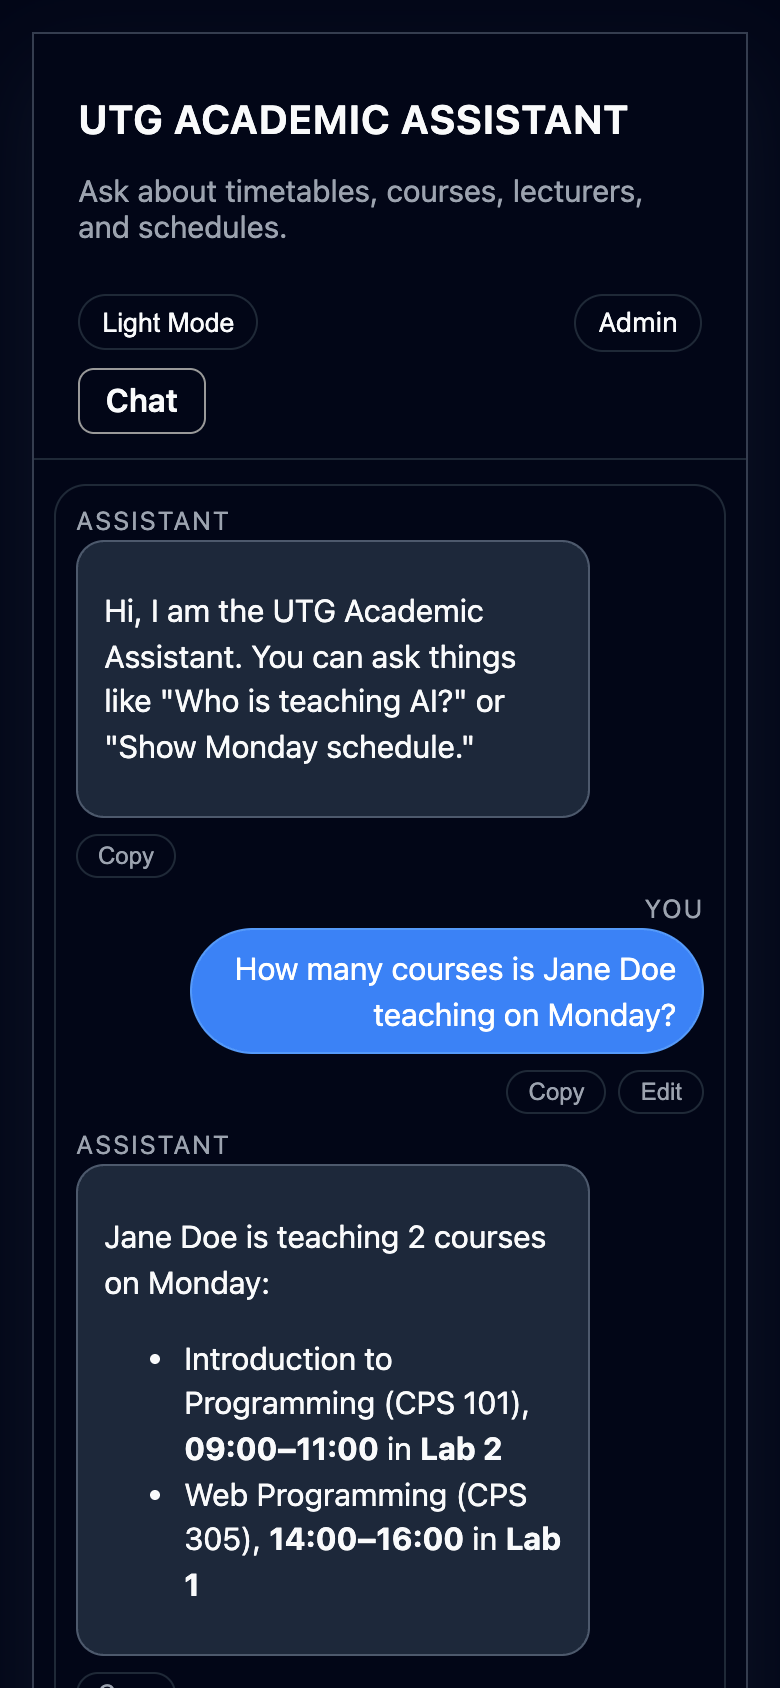 UTG ACADEMIC ASSISTANT
Ask about timetables, courses, lecturers,
and schedules.
Light Mode
Admin
Chat
ASSISTANT
Hi, I am the UTG Academic
Assistant. You can ask things
like "Who is teaching AI?" or
"Show Monday schedule."
Copy
YOU
How many courses is Jane Doe
teaching on Monday?
Copy
Edit
ASSISTANT
Jane Doe is teaching 2 courses
on Monday:
• Introduction to
Programming (CPS 101),
09:00–11:00 in Lab 2
• Web Programming (CPS
305), 14:00–16:00 in Lab
1